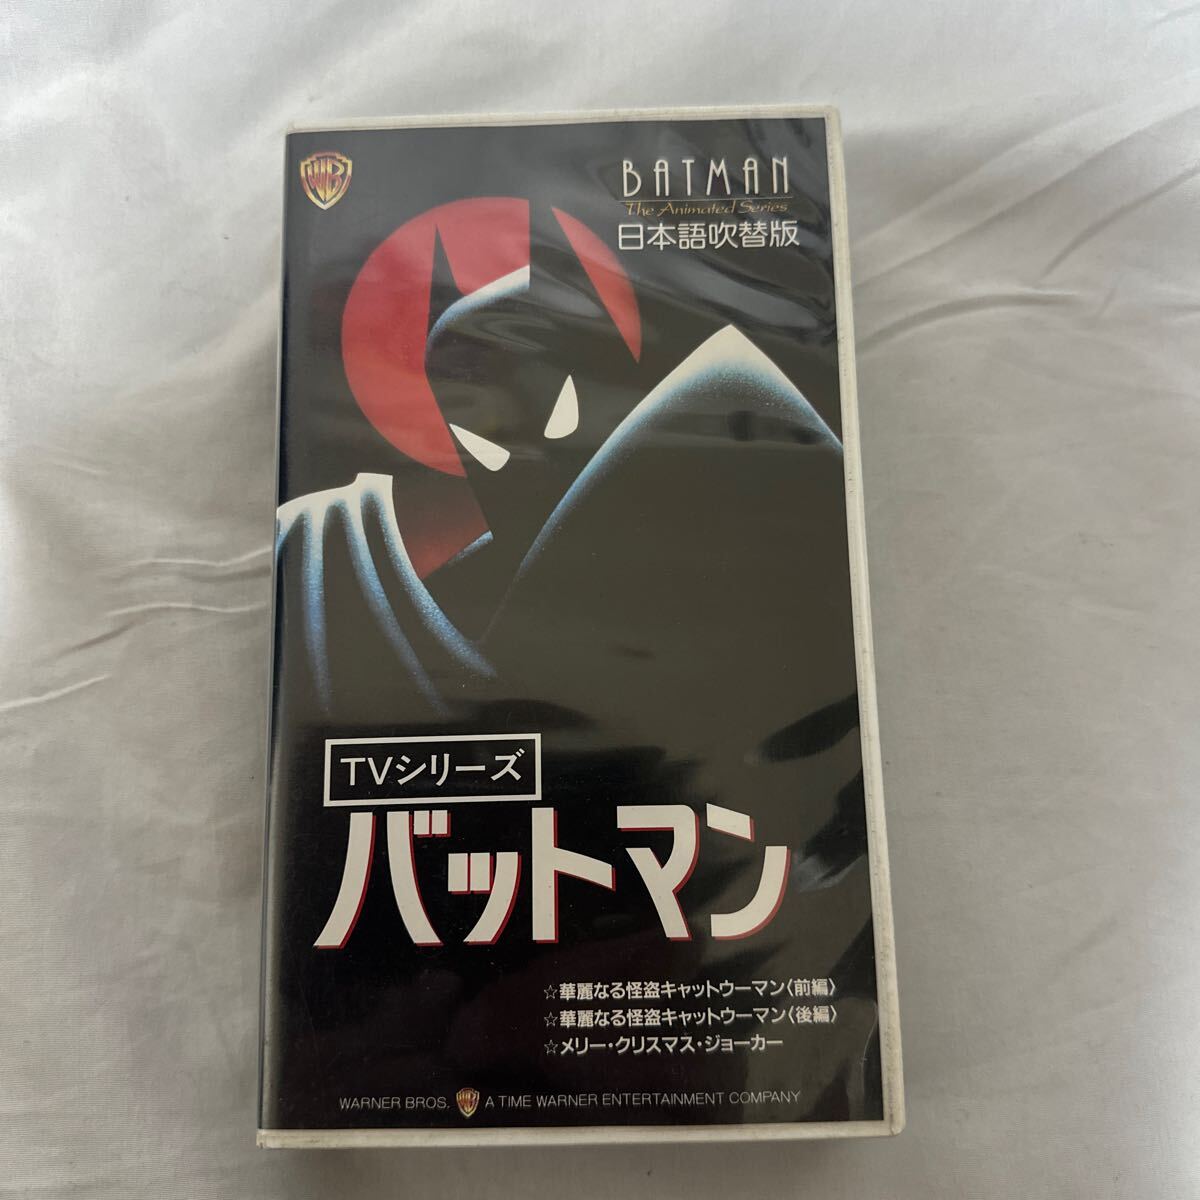 WB
BATMAN
The Animated Series
日本語吹替版
TVシリーズ
バットマン
☆華麗なる怪盗キャットウーマン〈前編〉
☆華麗なる怪盗キャットウーマン〈後編〉
☆メリー・クリスマス・ジョーカー
WARNER BROS. WB A TIME WARNER ENTERTAINMENT COMPANY